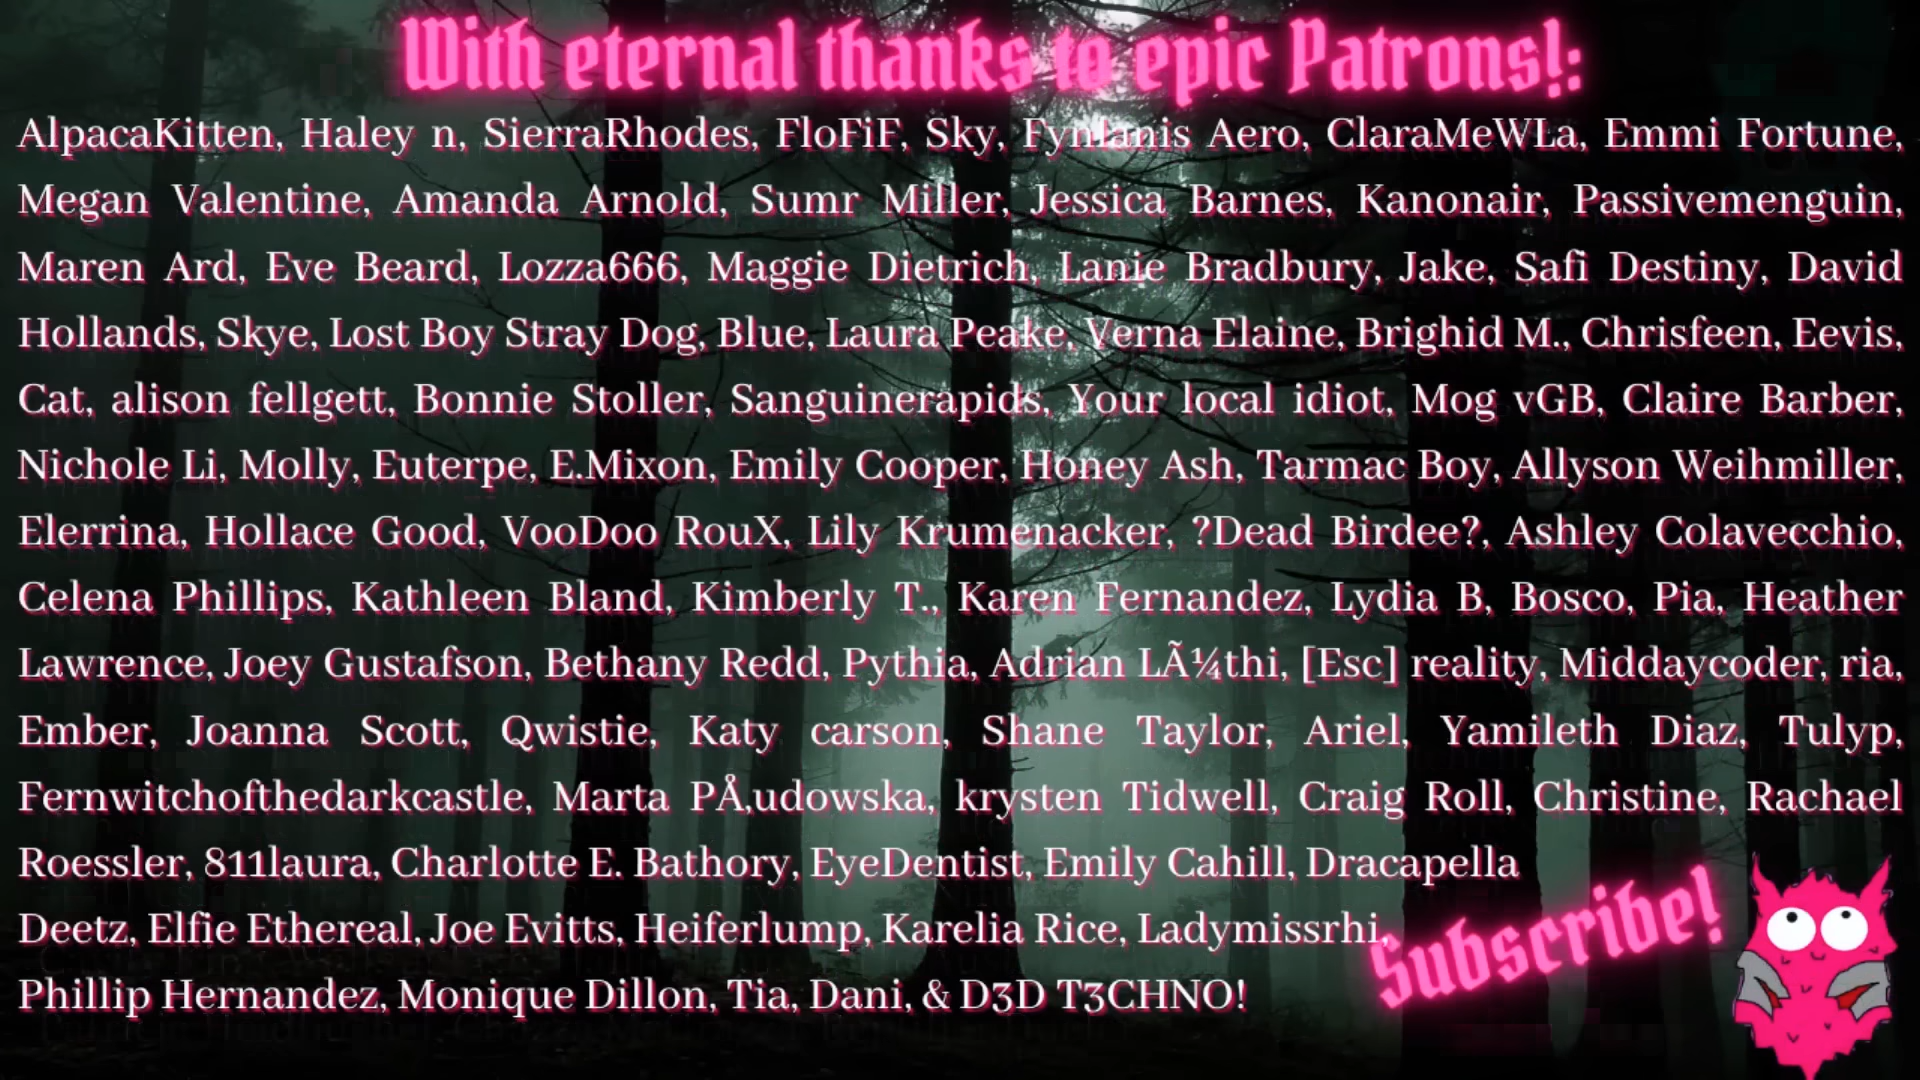 With eternal thanks to epic Patrons!:
AlpacaKitten, Haley n, SierraRhodes, FloFiF, Sky, Fynlanis Aero, ClaraMeWLa, Emmi Fortune,
Megan Valentine, Amanda Arnold, Sumr Miller, Jessica Barnes, Kanonair, Passivemenguin,
Maren Ard, Eve Beard, Lozza666, Maggie Dietrich, Lanie Bradbury, Jake, Safi Destiny, David
Hollands, Skye, Lost Boy Stray Dog, Blue, Laura Peake, Verna Elaine, Brighid M., Chrisfeen, Eevis,
Cat, alison fellgett, Bonnie Stoller, Sanguinerapids, Your local idiot, Mog vGB, Claire Barber,
Nichole Li, Molly, Euterpe, E.Mixon, Emily Cooper, Honey Ash, Tarmac Boy, Allyson Weihmiller,
Elerrina, Hollace Good, VooDoo RouX, Lily Krumenacker, ?Dead Birdee?, Ashley Colavecchio,
Celena Phillips, Kathleen Bland, Kimberly T., Karen Fernandez, Lydia B, Bosco, Pia, Heather
Lawrence, Joey Gustafson, Bethany Redd, Pythia, Adrian LÃ¼thi, [Esc] reality, Middaycoder, ria,
Ember, Joanna Scott, Qwistie, Katy carson, Shane Taylor, Ariel, Yamileth Diaz, Tulyp,
Fernwitchofthedarkcastle, Marta PÅ‚udowska, krysten Tidwell, Craig Roll, Christine, Rachael
Roessler, 811laura, Charlotte E. Bathory, EyeDentist, Emily Cahill, Dracapella
Deetz, Elfie Ethereal, Joe Evitts, Heiferlump, Karelia Rice, Ladymissrhi,
Phillip Hernandez, Monique Dillon, Tia, Dani, & D3D T3CHNO!
Subscribe!